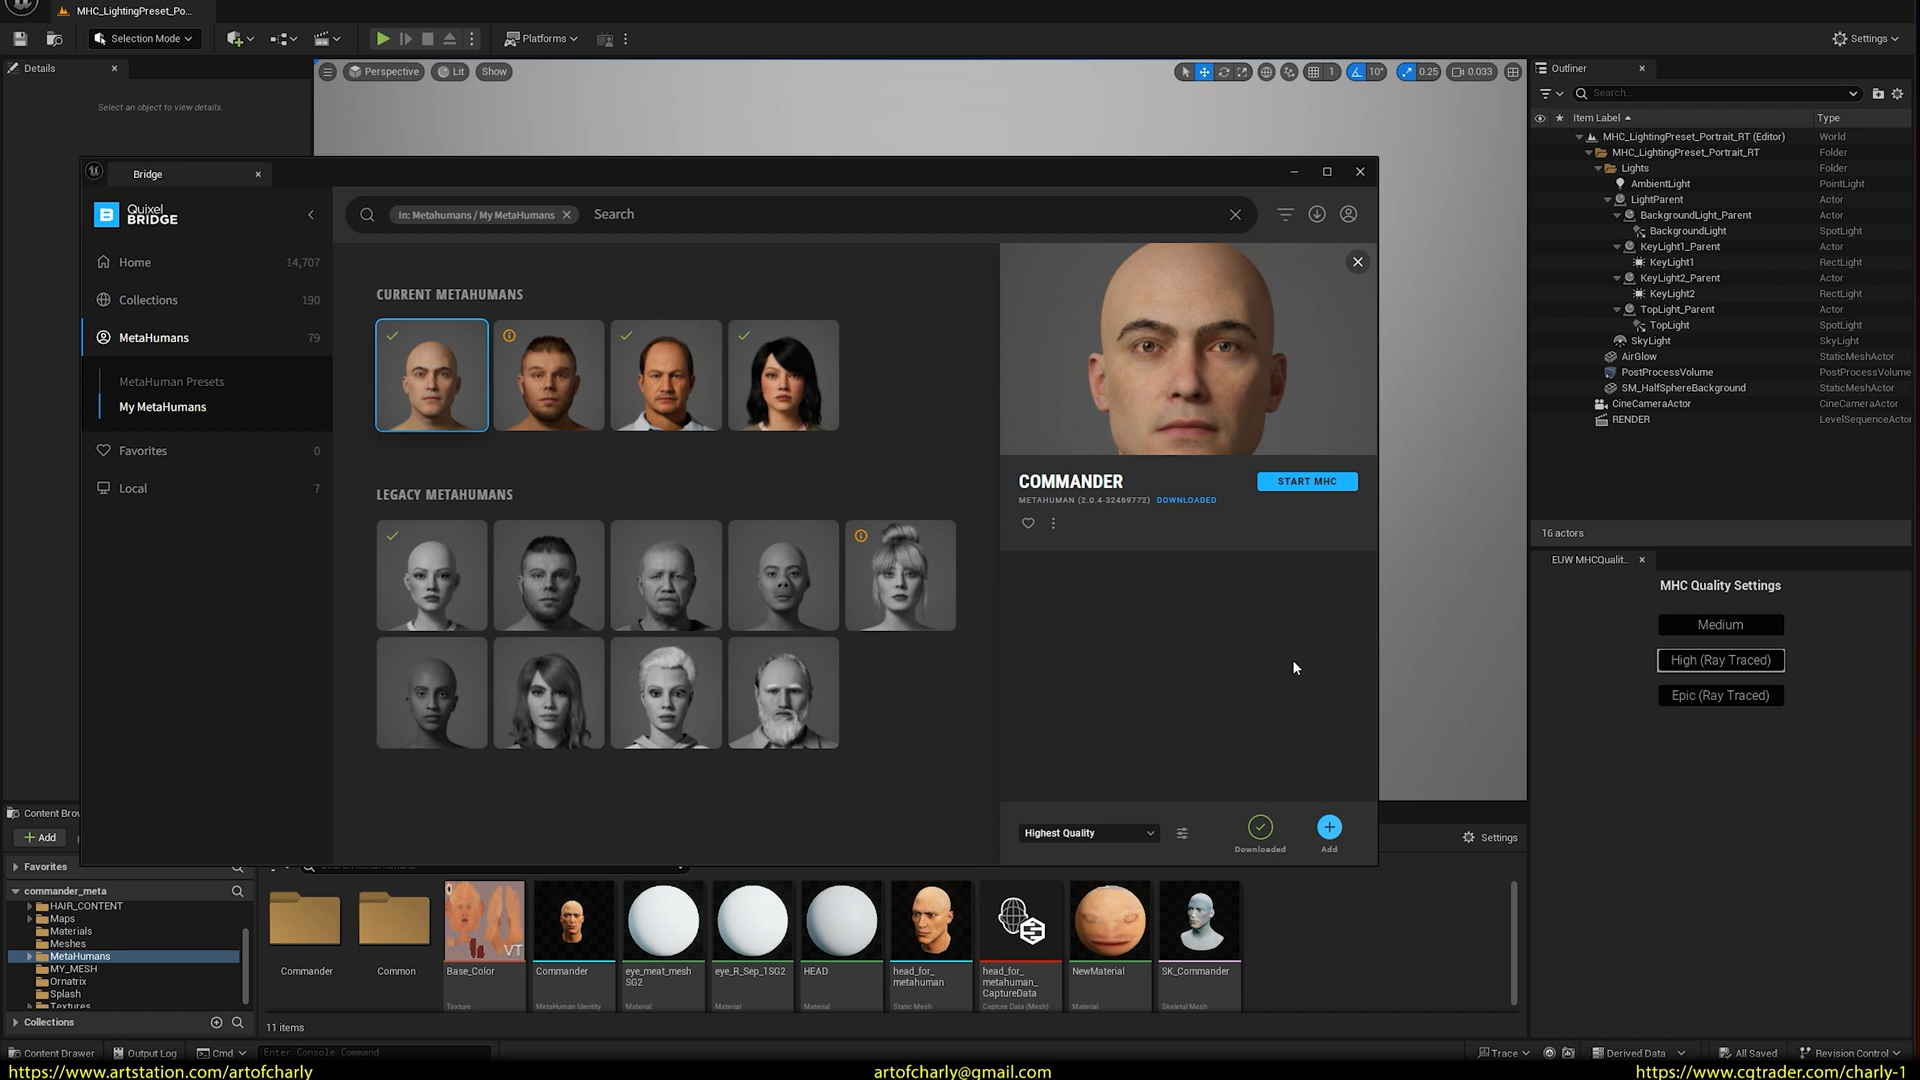 MHC_LightingPreset_Po...
Selection Mode
Platforms
Settings
Details
Select an object to view details.
Perspective
Lit
Show
1
10°
0.25
0.033
Outliner
Search...
Item Label
Type
MHC_LightingPreset_Portrait_RT (Editor)
World
MHC_LightingPreset_Portrait_RT
Folder
Lights
Folder
AmbientLight
PointLight
LightParent
Actor
BackgroundLight_Parent
Actor
BackgroundLight
SpotLight
KeyLight1_Parent
Actor
KeyLight1
RectLight
KeyLight2_Parent
Actor
KeyLight2
RectLight
TopLight_Parent
Actor
TopLight
SpotLight
SkyLight
SkyLight
AirGlow
StaticMeshActor
PostProcessVolume
PostProcessVolume
SM_HalfSphereBackground
StaticMeshActor
CineCameraActor
CineCameraActor
RENDER
LevelSequenceActor
16 actors
EUW MHCQualit...
MHC Quality Settings
Medium
High (Ray Traced)
Epic (Ray Traced)
Bridge
Quixel
BRIDGE
Home
14,707
Collections
190
MetaHumans
79
MetaHuman Presets
My MetaHumans
Favorites
0
Local
7
In: Metahumans / My MetaHumans
Search
CURRENT METAHUMANS
LEGACY METAHUMANS
COMMANDER
START MHC
METAHUMAN (2.0.4-32469772)
DOWNLOADED
Highest Quality
Downloaded
Add
Content Brow
Add
Settings
Favorites
commander_meta
HAIR_CONTENT
Maps
Materials
Meshes
MetaHumans
MY_MESH
Ornatrix
Splash
Textures
Collections
Commander
Common
VT
Base_Color
Texture
Commander
MetaHuman Identity
eye_meat_mesh
SG2
Material
eye_R_Sep_1SG2
Material
HEAD
Material
head_for_
metahuman
Static Mesh
head_for_
metahuman_
CaptureData
Capture Data (Mesh)
NewMaterial
Material
SK_Commander
Skeletal Mesh
11 items
Content Drawer
Output Log
Cmd
Enter Console Command
Trace
Derived Data
All Saved
Revision Control
https://www.artstation.com/artofcharly
artofcharly@gmail.com
https://www.cgtrader.com/charly-1